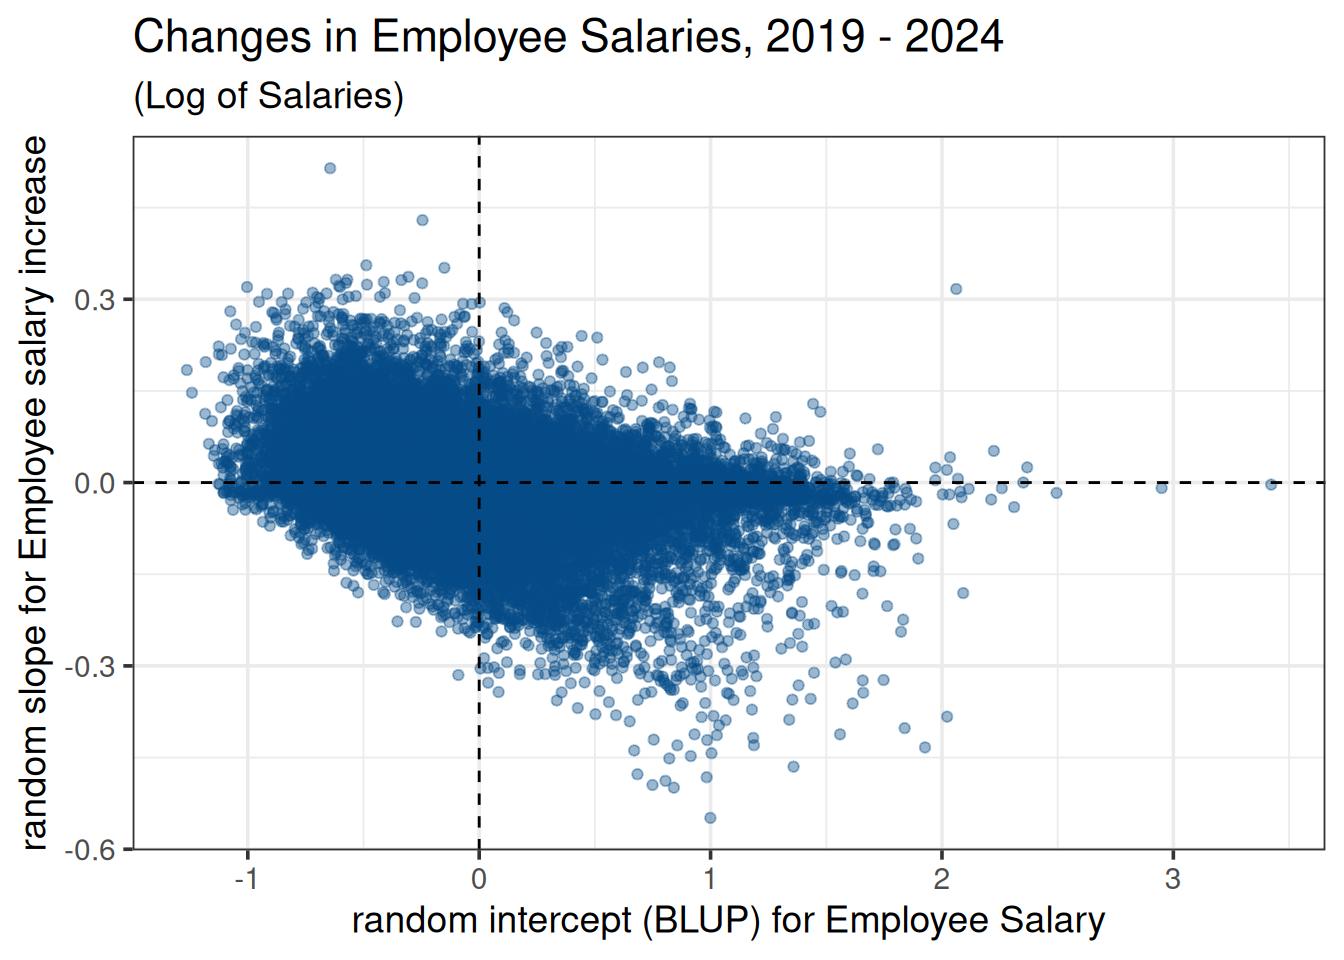 Changes in Employee Salaries, 2019 - 2024
(Log of Salaries)
random slope for Employee salary increase
0.3
0.0
-0.3
-0.6
-1
0
1
2
3
random intercept (BLUP) for Employee Salary